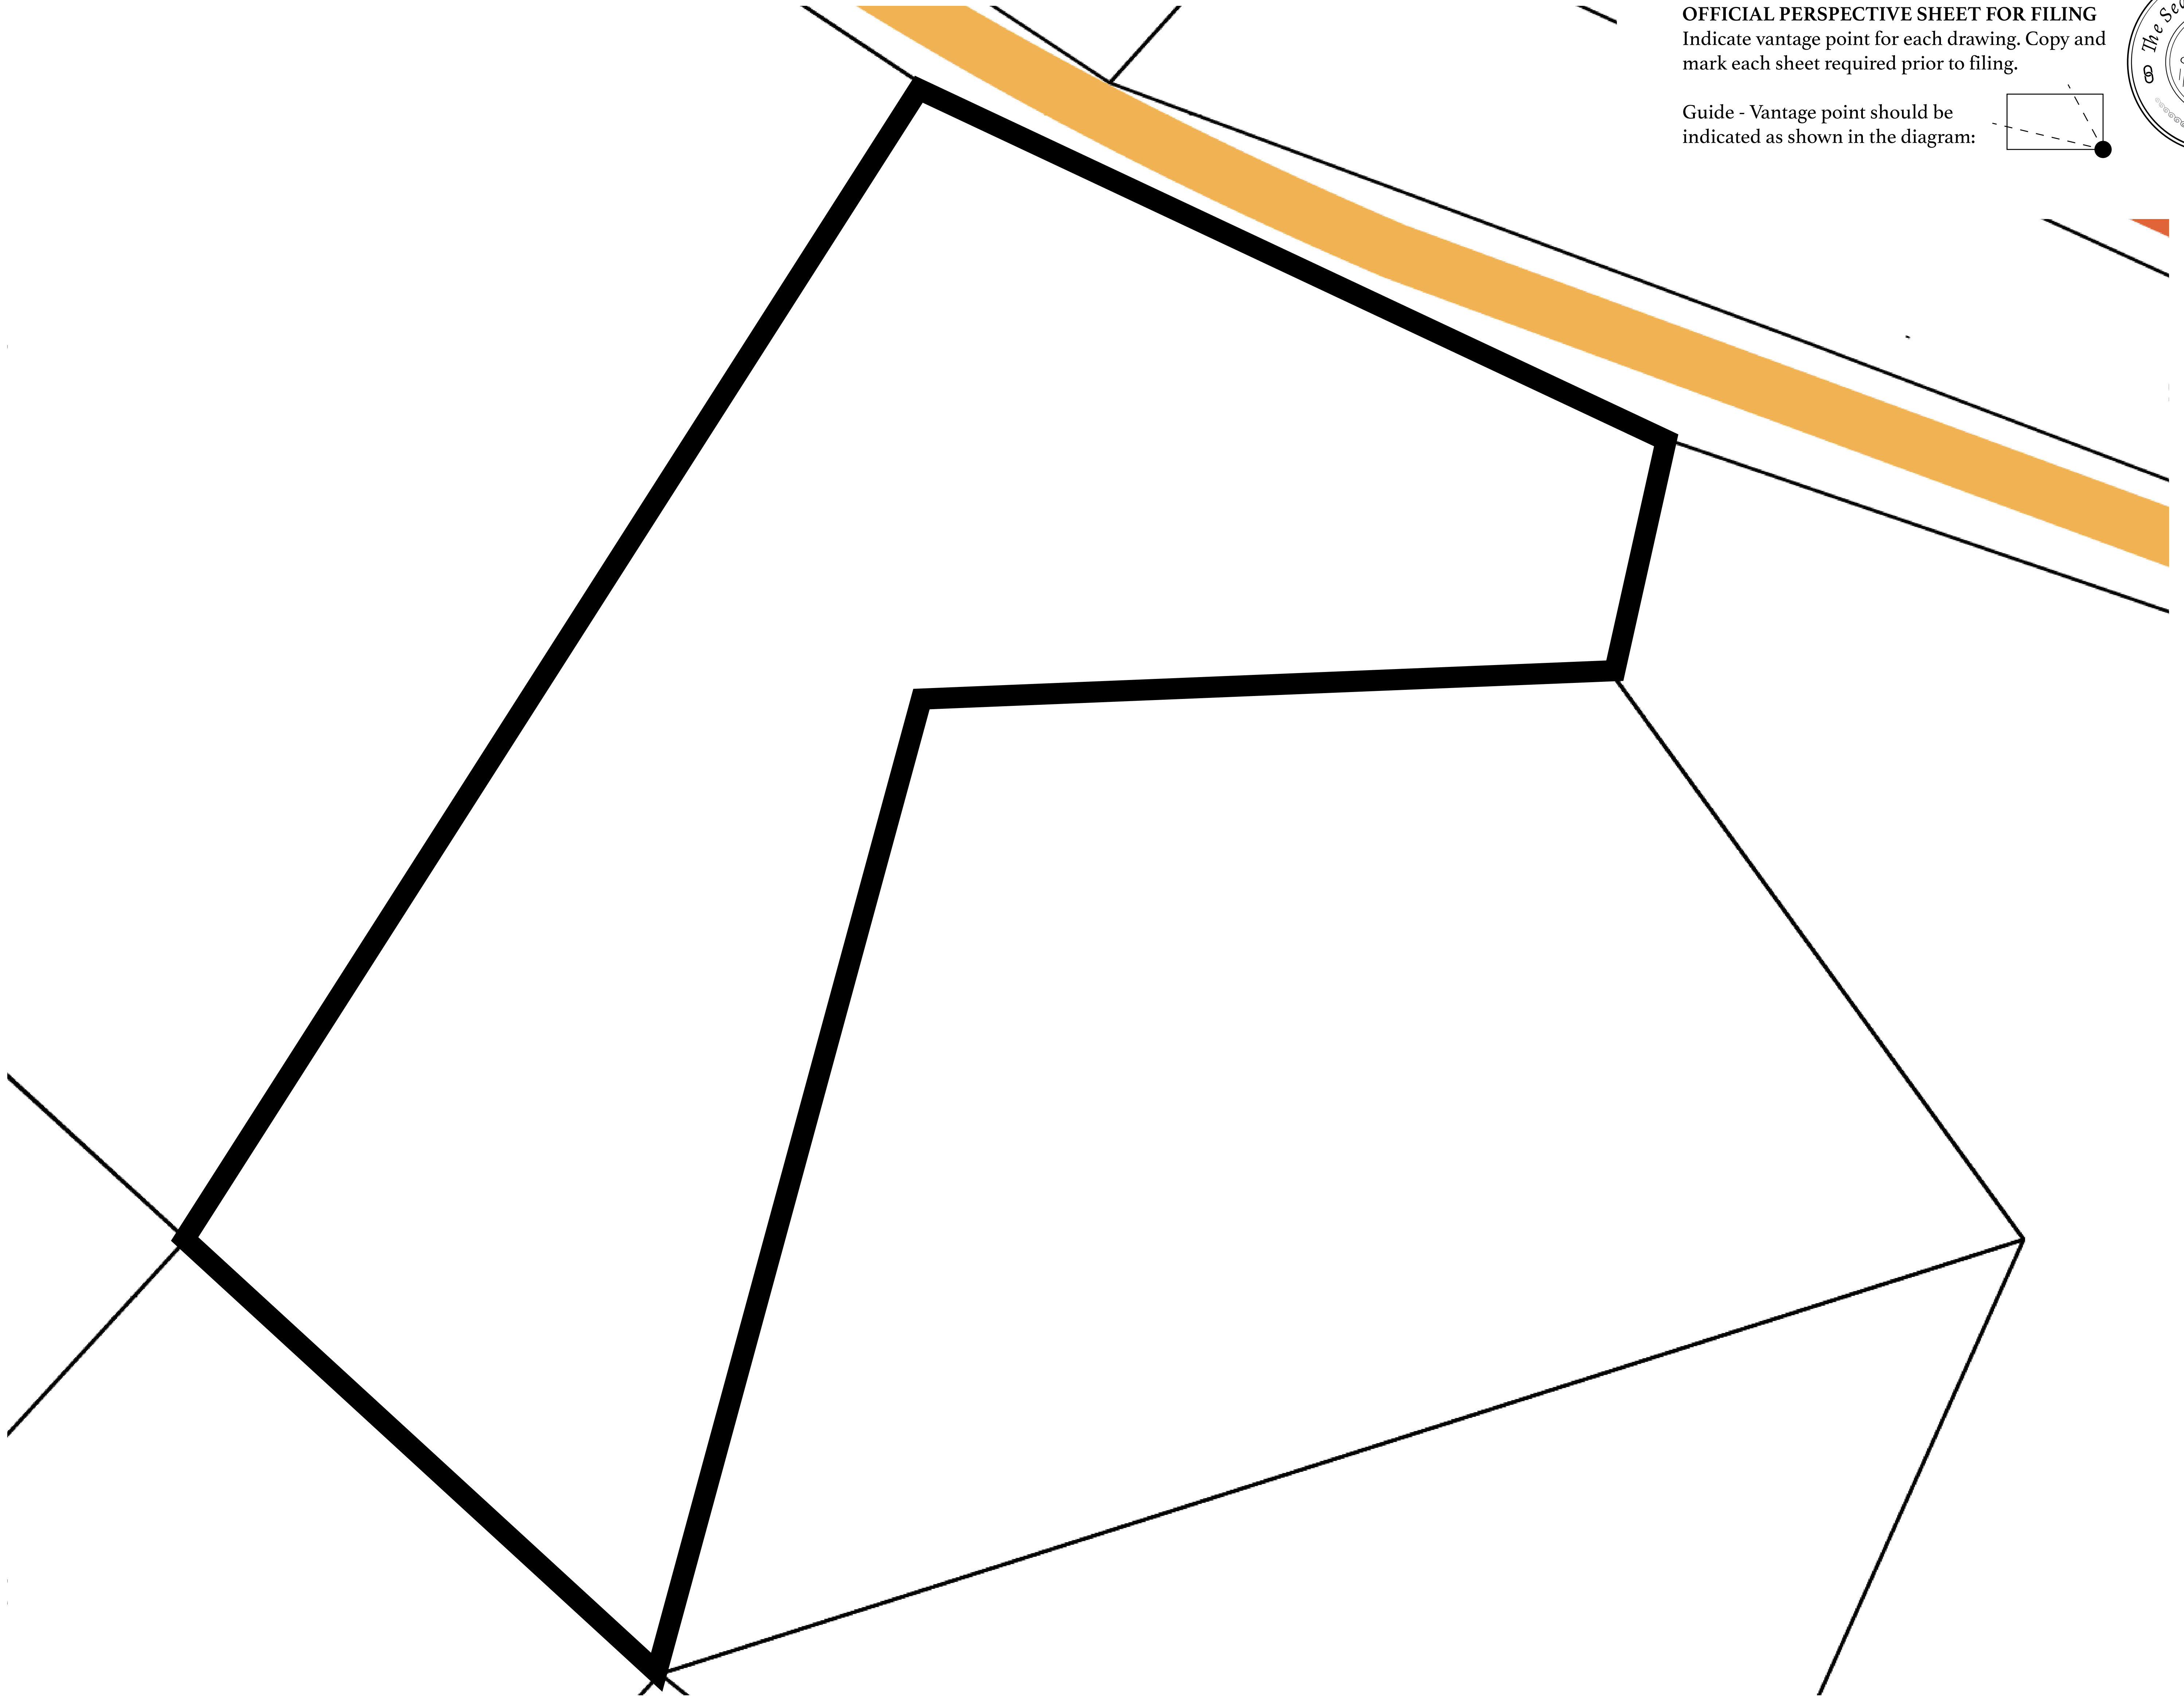 OFFICIAL PERSPECTIVE SHEET FOR FILING
Indicate vantage point for each drawing. Copy and
mark each sheet required prior to filing.
Guide - Vantage point should be
indicated as shown in the diagram:
The